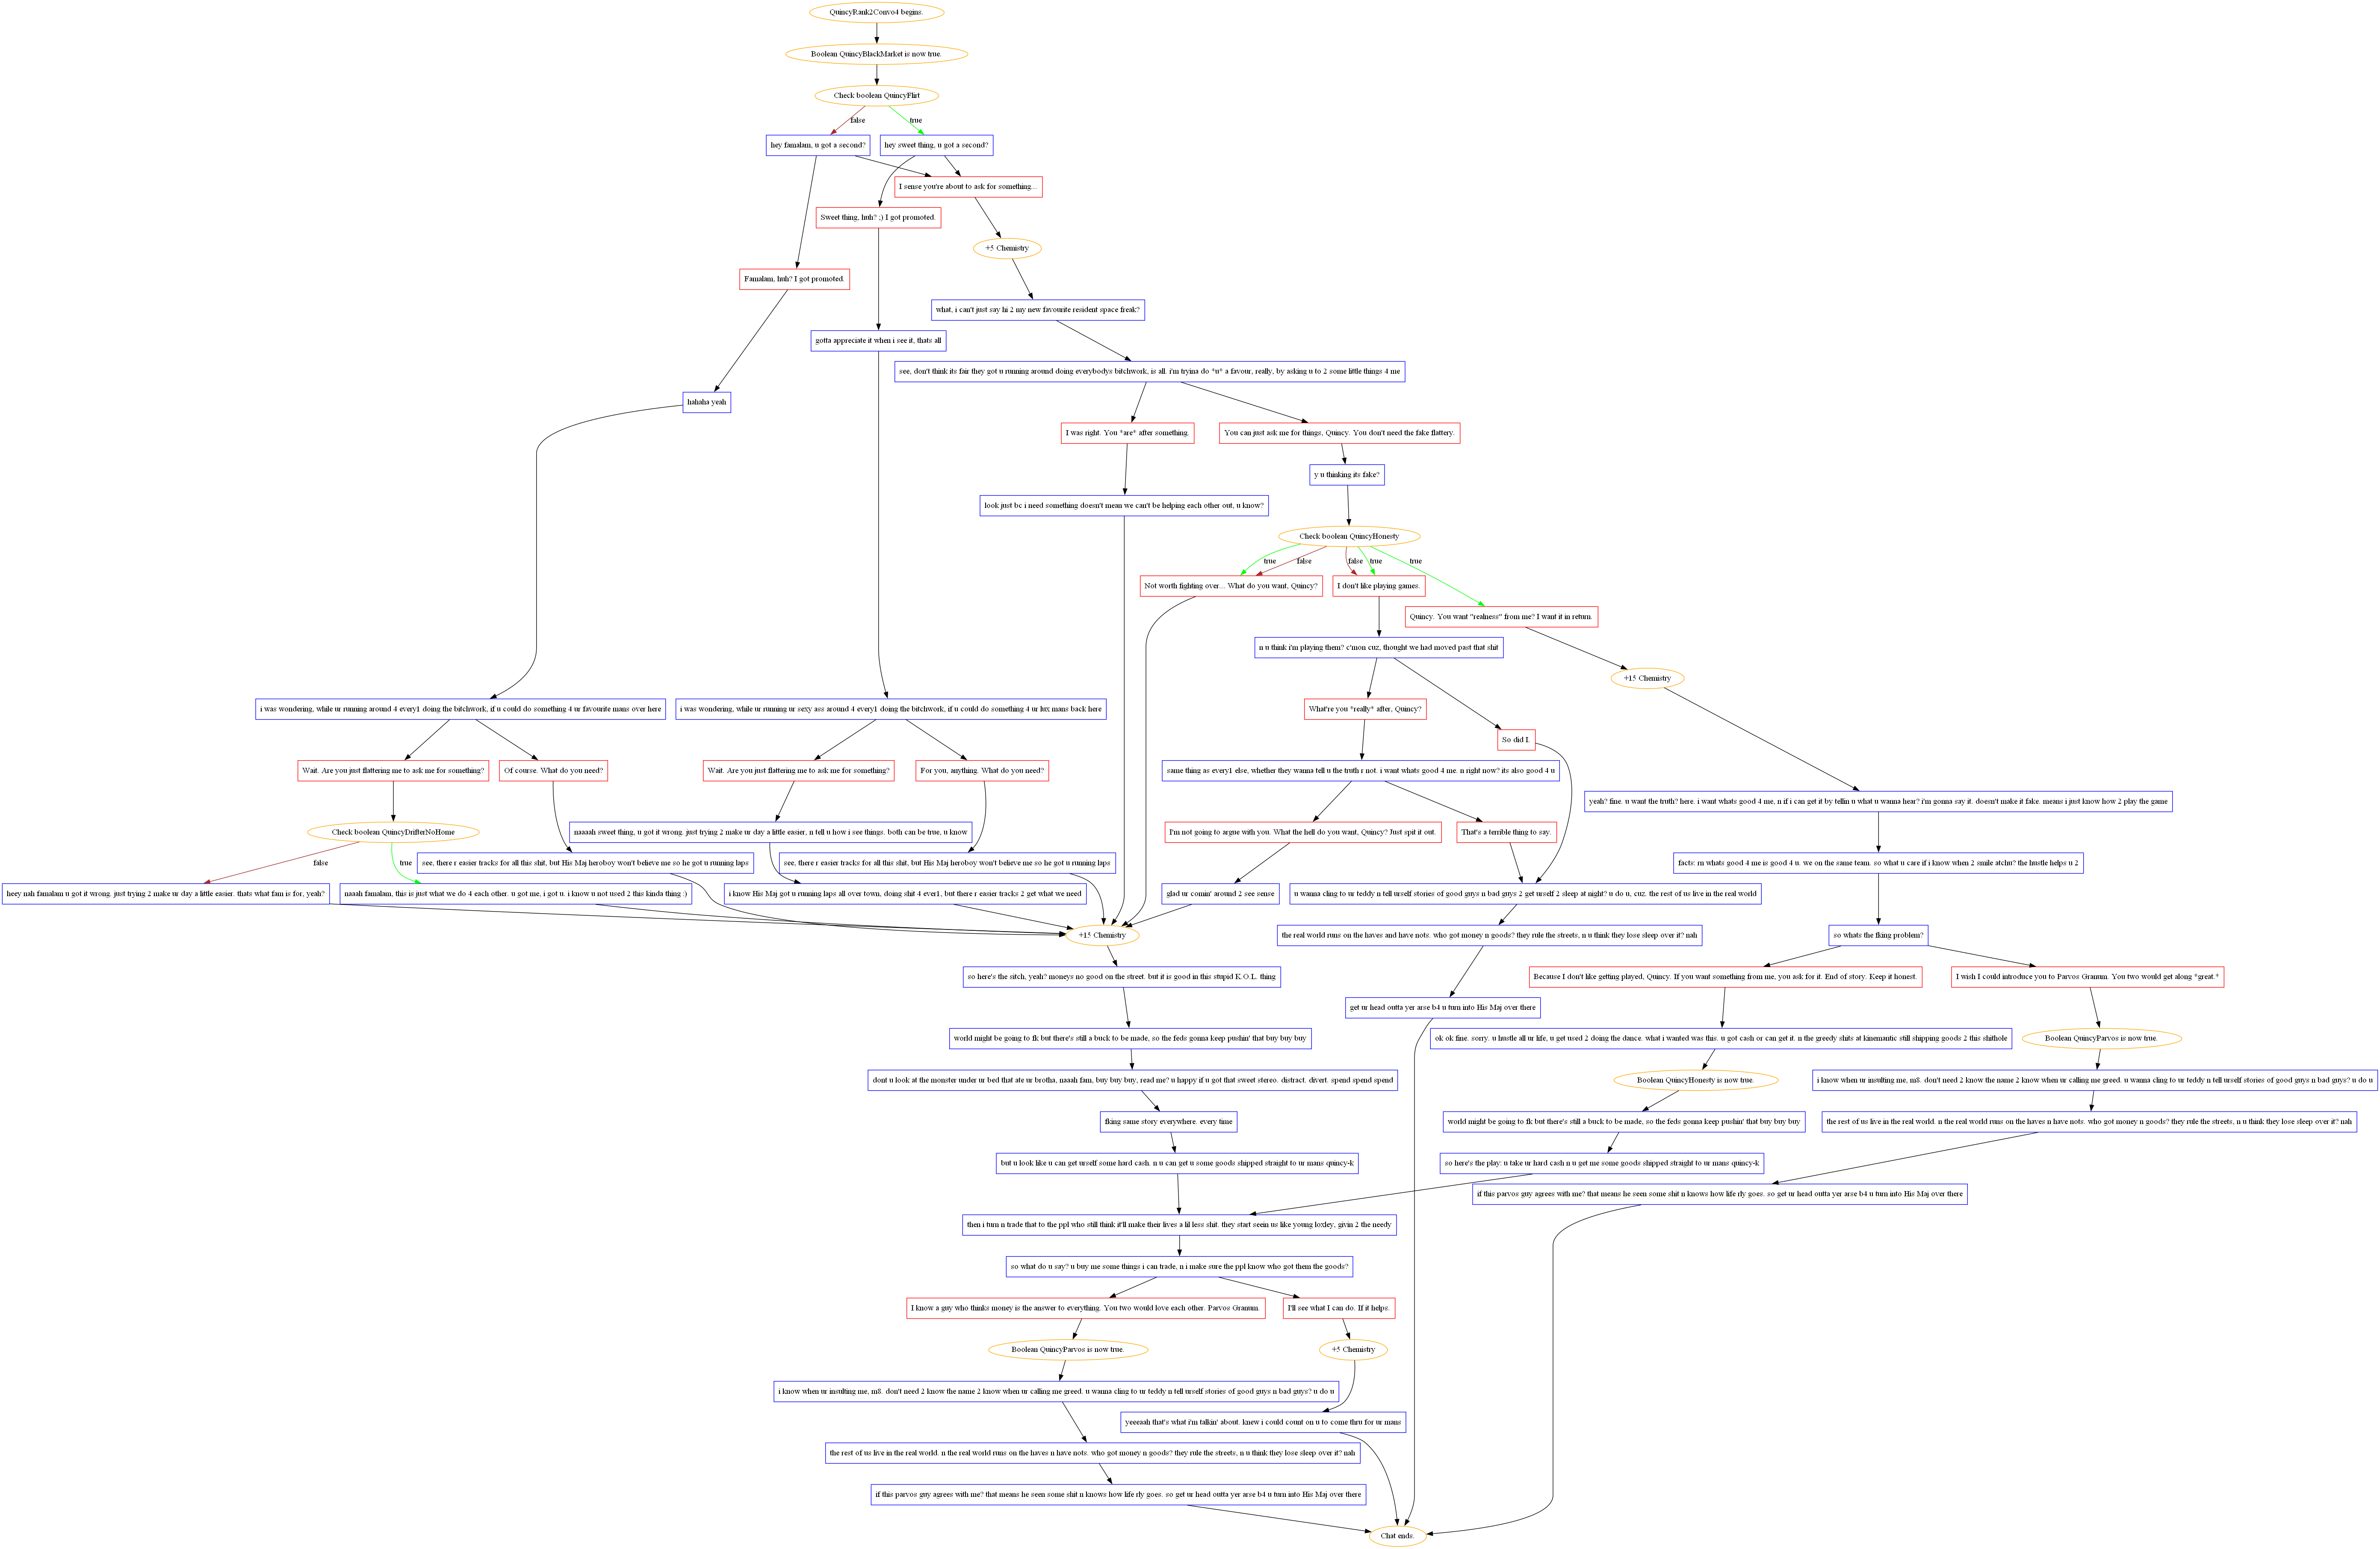 QuincyRank2Convo4 begins.
Boolean QuincyBlackMarket is now true.
Check boolean QuincyFlirt
false
true
hey famalam, u got a second?
hey sweet thing, u got a second?
I sense you're about to ask for something...
Sweet thing, huh? ;) I got promoted.
+5 Chemistry
Famalam, huh? I got promoted.
what, i can't just say hi 2 my new favourite resident space freak?
gotta appreciate it when i see it, thats all
see, don't think its fair they got u running around doing everybodys bitchwork, is all. i'm tryina do *u* a favour, really, by asking u to 2 some little things 4 me
hahaha yeah
I was right. You *are* after something.
You can just ask me for things, Quincy. You don't need the fake flattery.
y u thinking its fake?
look just bc i need something doesn't mean we can't be helping each other out, u know?
Check boolean QuincyHonesty
true
false
false
true
true
Not worth fighting over... What do you want, Quincy?
I don't like playing games.
Quincy. You want "realness" from me? I want it in return.
n u think i'm playing them? c'mon cuz, thought we had moved past that shit
+15 Chemistry
i was wondering, while ur running around 4 every1 doing the bitchwork, if u could do something 4 ur favourite mans over here
i was wondering, while ur running ur sexy ass around 4 every1 doing the bitchwork, if u could do something 4 ur lux mans back here
What're you *really* after, Quincy?
So did I.
Wait. Are you just flattering me to ask me for something?
Of course. What do you need?
Wait. Are you just flattering me to ask me for something?
For you, anything. What do you need?
same thing as every1 else, whether they wanna tell u the truth r not. i want whats good 4 me. n right now? its also good 4 u
yeah? fine. u want the truth? here. i want whats good 4 me, n if i can get it by tellin u what u wanna hear? i'm gonna say it. doesn't make it fake. means i just know how 2 play the game
Check boolean QuincyDrifterNoHome
naaaah sweet thing, u got it wrong. just trying 2 make ur day a little easier, n tell u how i see things. both can be true, u know
I'm not going to argue with you. What the hell do you want, Quincy? Just spit it out.
That's a terrible thing to say.
false
true
see, there r easier tracks for all this shit, but His Maj heroboy won't believe me so he got u running laps
see, there r easier tracks for all this shit, but His Maj heroboy won't believe me so he got u running laps
facts: rn whats good 4 me is good 4 u. we on the same team. so what u care if i know when 2 smile atchu? the hustle helps u 2
heey nah famalam u got it wrong. just trying 2 make ur day a little easier. thats what fam is for, yeah?
naaah famalam, this is just what we do 4 each other. u got me, i got u. i know u not used 2 this kinda thing :)
i know His Maj got u running laps all over town, doing shit 4 ever1, but there r easier tracks 2 get what we need
glad ur comin' around 2 see sense
u wanna cling to ur teddy n tell urself stories of good guys n bad guys 2 get urself 2 sleep at night? u do u, cuz. the rest of us live in the real world
+15 Chemistry
the real world runs on the haves and have nots. who got money n goods? they rule the streets, n u think they lose sleep over it? nah
so whats the fking problem?
so here's the sitch, yeah? moneys no good on the street. but it is good in this stupid K.O.L. thing
Because I don't like getting played, Quincy. If you want something from me, you ask for it. End of story. Keep it honest.
I wish I could introduce you to Parvos Granum. You two would get along *great.*
get ur head outta yer arse b4 u turn into His Maj over there
world might be going to fk but there's still a buck to be made, so the feds gonna keep pushin' that buy buy buy
ok ok fine. sorry. u hustle all ur life, u get used 2 doing the dance. what i wanted was this. u got cash or can get it. n the greedy shits at kinemantic still shipping goods 2 this shithole
Boolean QuincyParvos is now true.
dont u look at the monster under ur bed that ate ur brotha, naaah fam, buy buy buy, read me? u happy if u got that sweet stereo. distract. divert. spend spend spend
Boolean QuincyHonesty is now true.
i know when ur insulting me, m8. don't need 2 know the name 2 know when ur calling me greed. u wanna cling to ur teddy n tell urself stories of good guys n bad guys? u do u
fking same story everywhere. every time
world might be going to fk but there's still a buck to be made, so the feds gonna keep pushin' that buy buy buy
the rest of us live in the real world. n the real world runs on the haves n have nots. who got money n goods? they rule the streets, n u think they lose sleep over it? nah
but u look like u can get urself some hard cash. n u can get u some goods shipped straight to ur mans quincy-k
so here's the play: u take ur hard cash n u get me some goods shipped straight to ur mans quincy-k
if this parvos guy agrees with me? that means he seen some shit n knows how life rly goes. so get ur head outta yer arse b4 u turn into His Maj over there
then i turn n trade that to the ppl who still think it'll make their lives a lil less shit. they start seein us like young loxley, givin 2 the needy
so what do u say? u buy me some things i can trade, n i make sure the ppl know who got them the goods?
I know a guy who thinks money is the answer to everything. You two would love each other. Parvos Granum.
I'll see what I can do. If it helps.
Boolean QuincyParvos is now true.
+5 Chemistry
i know when ur insulting me, m8. don't need 2 know the name 2 know when ur calling me greed. u wanna cling to ur teddy n tell urself stories of good guys n bad guys? u do u
yeeeaah that's what i'm talkin' about. knew i could count on u to come thru for ur mans
the rest of us live in the real world. n the real world runs on the haves n have nots. who got money n goods? they rule the streets, n u think they lose sleep over it? nah
if this parvos guy agrees with me? that means he seen some shit n knows how life rly goes. so get ur head outta yer arse b4 u turn into His Maj over there
Chat ends.